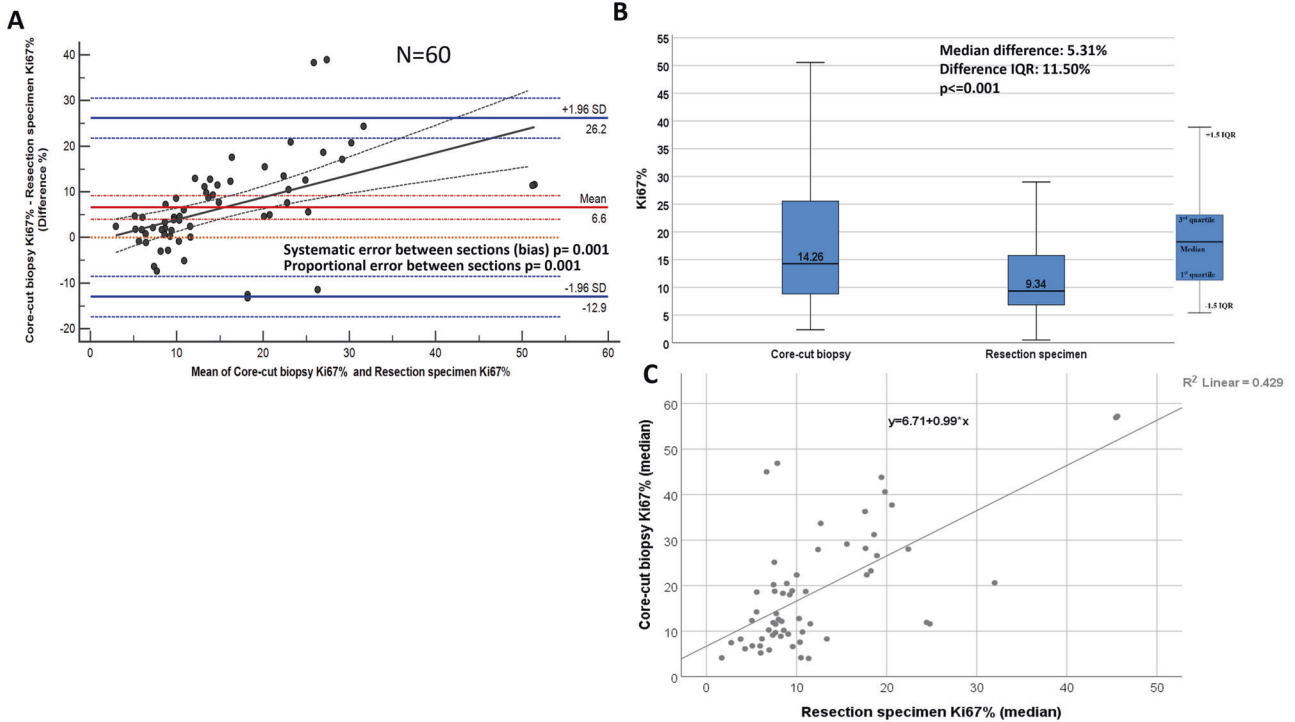 A
Core-cut biopsy Ki67% - Resection specimen Ki67%
(Difference %)
40
30
20
10
0
-10
-20
N=60
+1.96 SD
26.2
Mean
6.6
Systematic error between sections (bias) p= 0.001
Proportional error between sections p= 0.001
-1.96 SD
-12.9
0
10
20
30
40
50
60
Mean of Core-cut biopsy Ki67% and Resection specimen Ki67%
B
Ki67%
55
50
45
40
35
30
25
20
15
10
5
0
Median difference: 5.31%
Difference IQR: 11.50%
p<=0.001
14.26
9.34
Core-cut biopsy
Resection specimen
+1.5 IQR
3rd quartile
Median
1st quartile
-1.5 IQR
C
R2 Linear = 0.429
Core-cut biopsy Ki67% (median)
60
50
40
30
20
10
0
y=6.71+0.99*x
0
10
20
30
40
50
Resection specimen Ki67% (median)